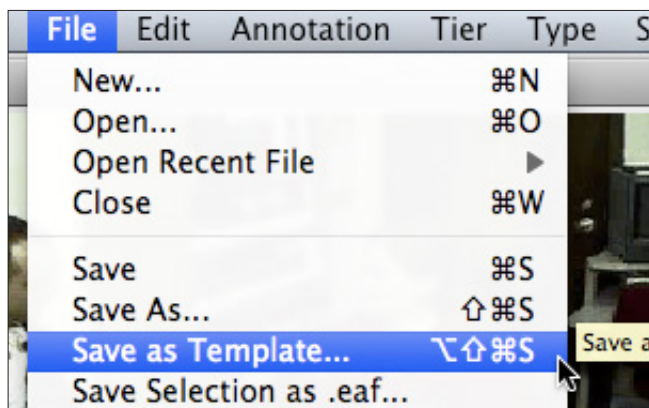 File Edit Annotation Tier Type S
New... ⌘N
Open... ⌘O
Open Recent File ▶
Close ⌘W
Save ⌘S
Save As... ⇧⌘S
Save as Template... ⌥⇧⌘S
Save a
Save Selection as .eaf...